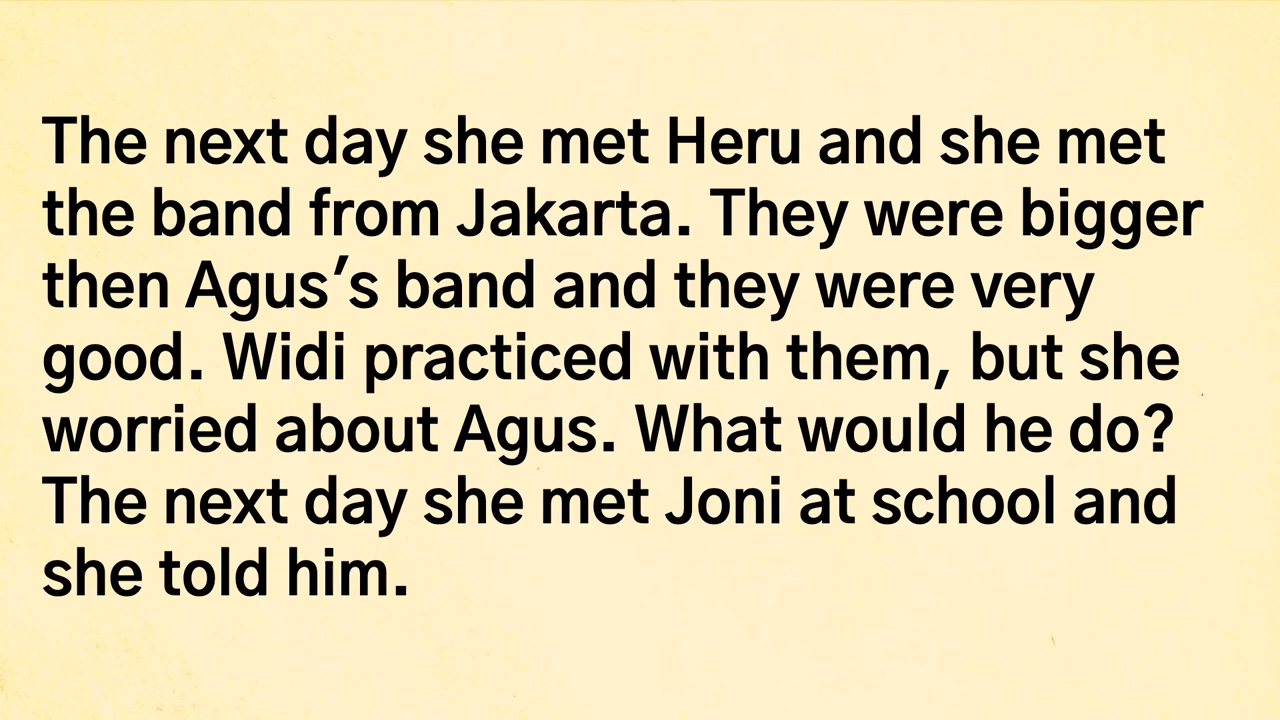 The next day she met Heru and she met
the band from Jakarta. They were bigger
then Agus's band and they were very
good. Widi practiced with them, but she
worried about Agus. What would he do?
The next day she met Joni at school and
she told him.